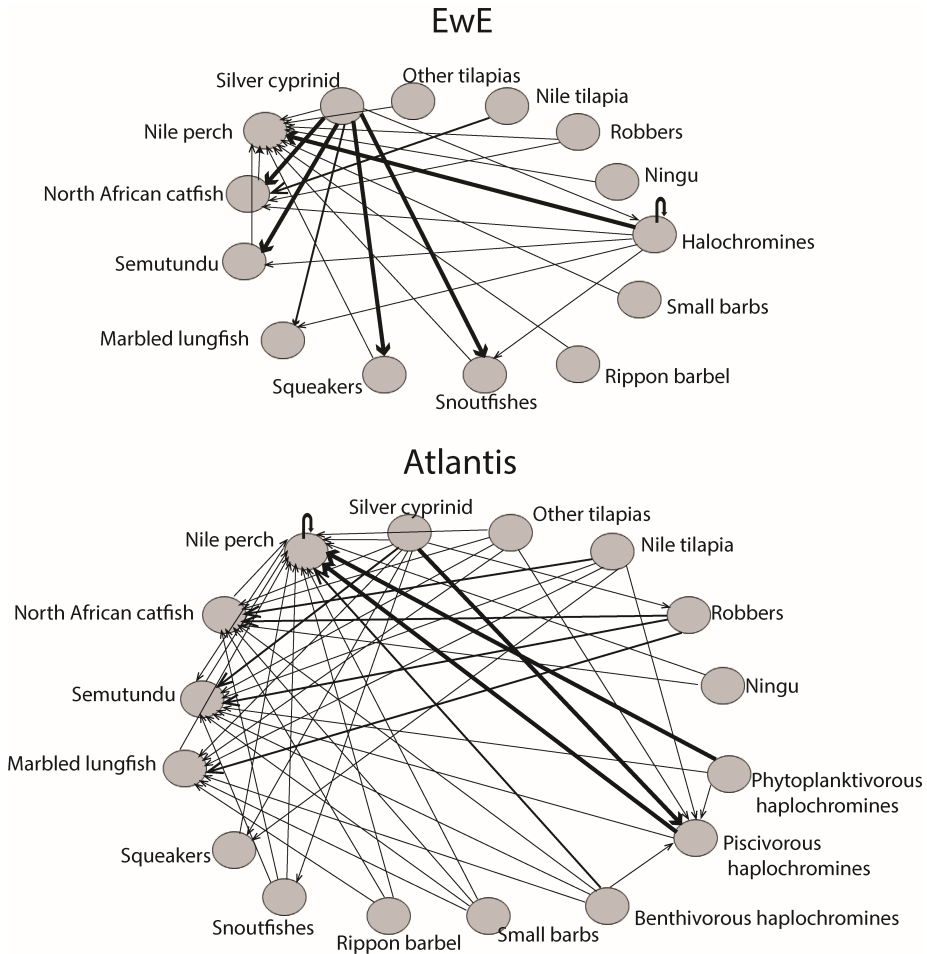 EwE
Silver cyprinid
Other tilapias
Nile tilapia
Nile perch
Robbers
Ningu
North African catfish
Halochromines
Semutundu
Small barbs
Marbled lungfish
Squeakers
Rippon barbel
Snoutfishes
Atlantis
Silver cyprinid
Other tilapias
Nile perch
Nile tilapia
North African catfish
Robbers
Semutundu
Ningu
Marbled lungfish
Phytoplanktivorous
haplochromines
Piscivorous
haplochromines
Squeakers
Snoutfishes
Rippon barbel
Small barbs
Benthivorous haplochromines